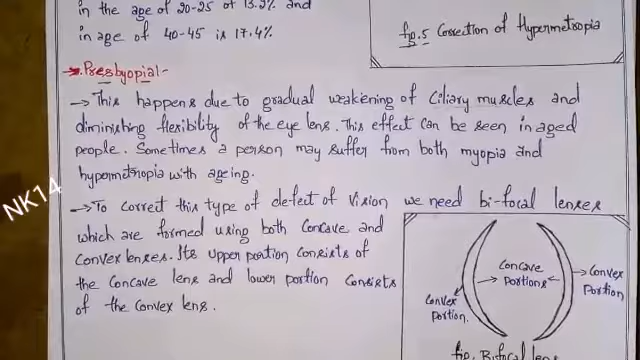 in the age of 20-25 of 13.2% and
in age of 40-45 is 17.4%
fig.5 Correction of Hypermetropia
Presbyopia:-
→ This happens due to gradual weakening of ciliary muscles and
diminishing flexibility of the eye lens. This effect can be seen in aged
people. Sometimes a person may suffer from both myopia and
hypermetropia with ageing.
→ To correct this type of defect of Vision we need bi-focal lenses
which are formed using both Concave and
Convex lenses. Its upper portion consists of
the concave lens and lower portion consists
of the convex lens.
Concave
portions
Convex
portion
Convex
portion.
fig. Bifocal lens
NK14